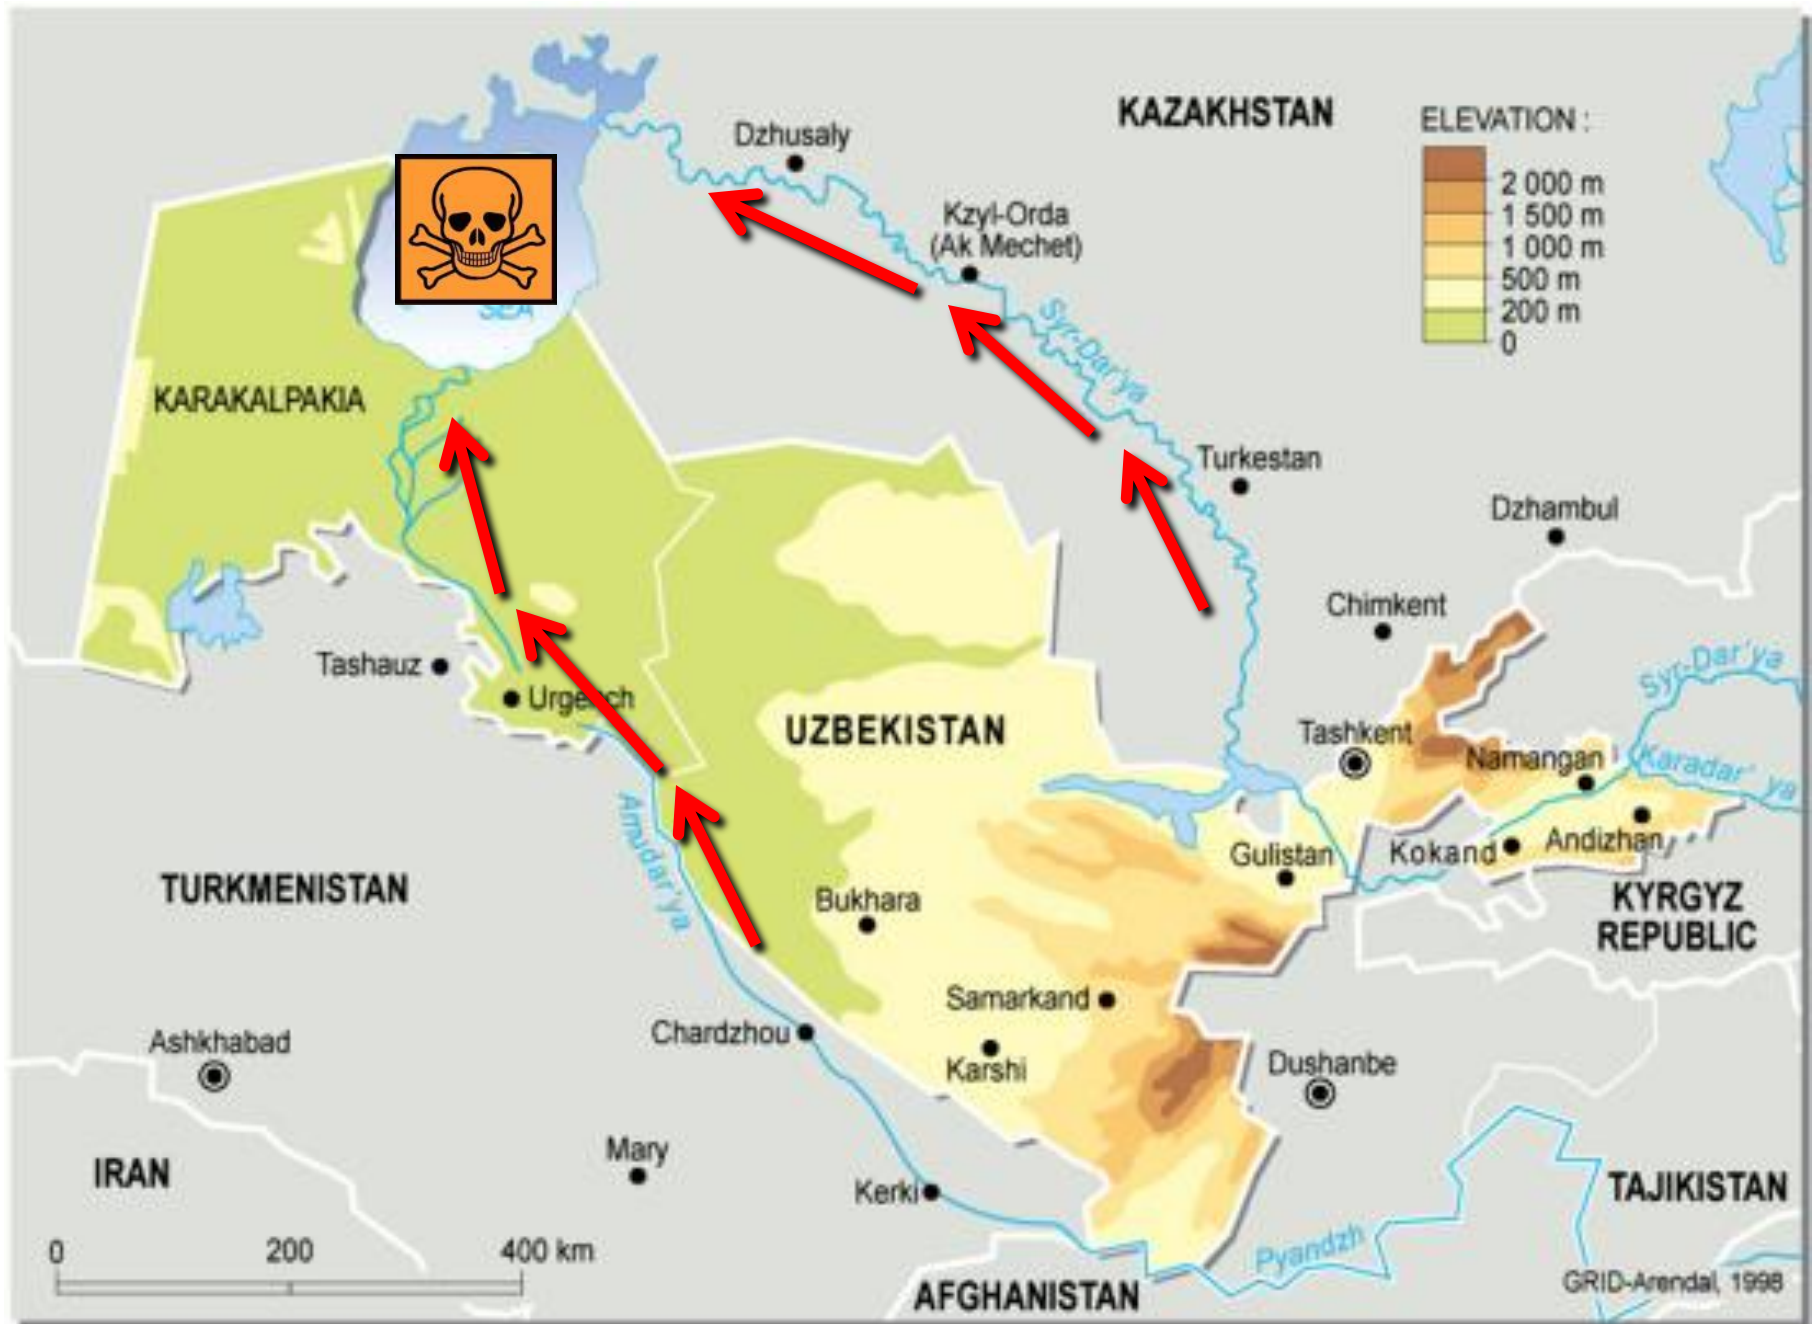 KAZAKHSTAN
ELEVATION :
2 000 m
1 500 m
1 000 m
500 m
200 m
0
Dzhusaly
Kzyl-Orda
(Ak Mechet)
SEA
Syr-Dar'ya
KARAKALPAKIA
Turkestan
Dzhambul
Chimkent
Tashauz
Urgench
UZBEKISTAN
Tashkent
Namangan
Syr-Dar'ya
Karadar' ya
Amudar'ya
Gulistan
Kokand
Andizhan
TURKMENISTAN
Bukhara
KYRGYZ
REPUBLIC
Samarkand
Chardzhou
Karshi
Ashkhabad
Dushanbe
Mary
IRAN
Kerki
TAJIKISTAN
Pyandzh
0 200 400 km
AFGHANISTAN
GRID-Arendal, 1998